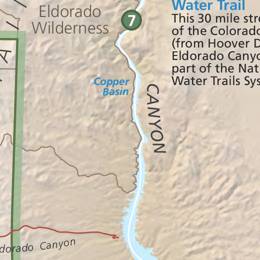 Eldorado
Wilderness
7
Water Trail
This 30 mile str
of the Colorado
(from Hoover D
Eldorado Canyo
part of the Nat
Water Trails Sys
Copper
Basin
CANYON
dorado Canyon